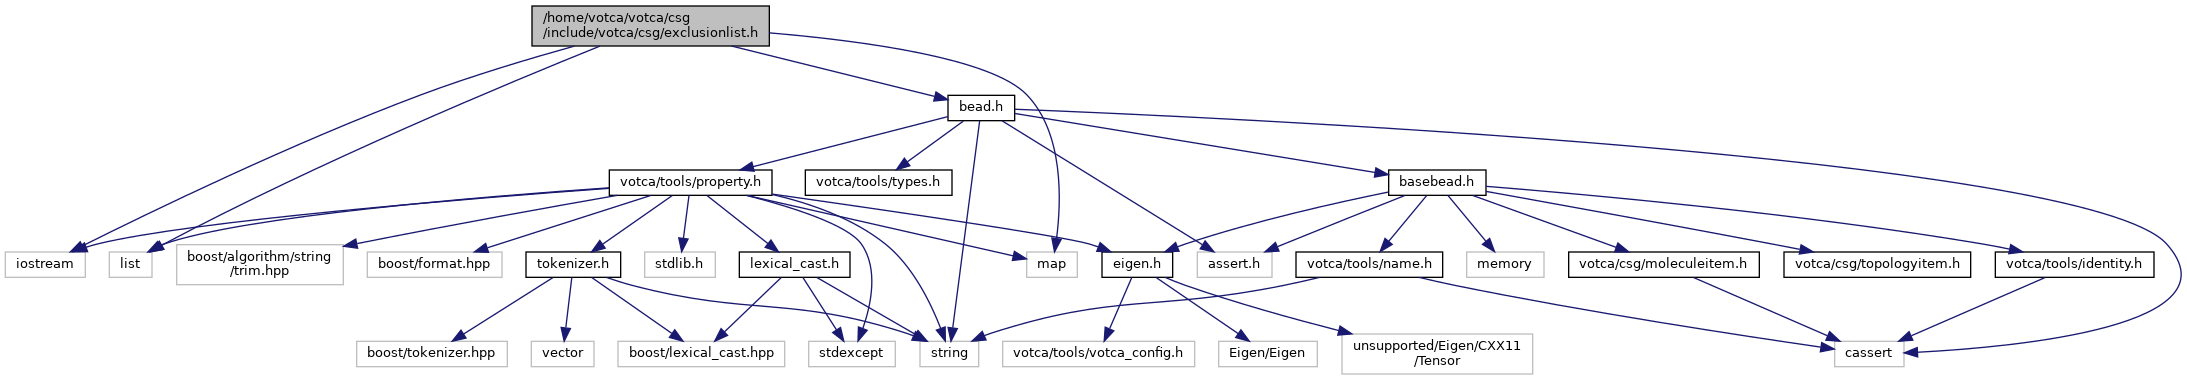 /home/votca/votca/csg
/include/votca/csg/exclusionlist.h
bead.h
votca/tools/property.h
votca/tools/types.h
basebead.h
iostream
list
boost/algorithm/string
/trim.hpp
boost/format.hpp
tokenizer.h
stdlib.h
lexical_cast.h
map
eigen.h
assert.h
votca/tools/name.h
memory
votca/csg/moleculeitem.h
votca/csg/topologyitem.h
votca/tools/identity.h
boost/tokenizer.hpp
vector
boost/lexical_cast.hpp
stdexcept
string
votca/tools/votca_config.h
Eigen/Eigen
unsupported/Eigen/CXX11
/Tensor
cassert